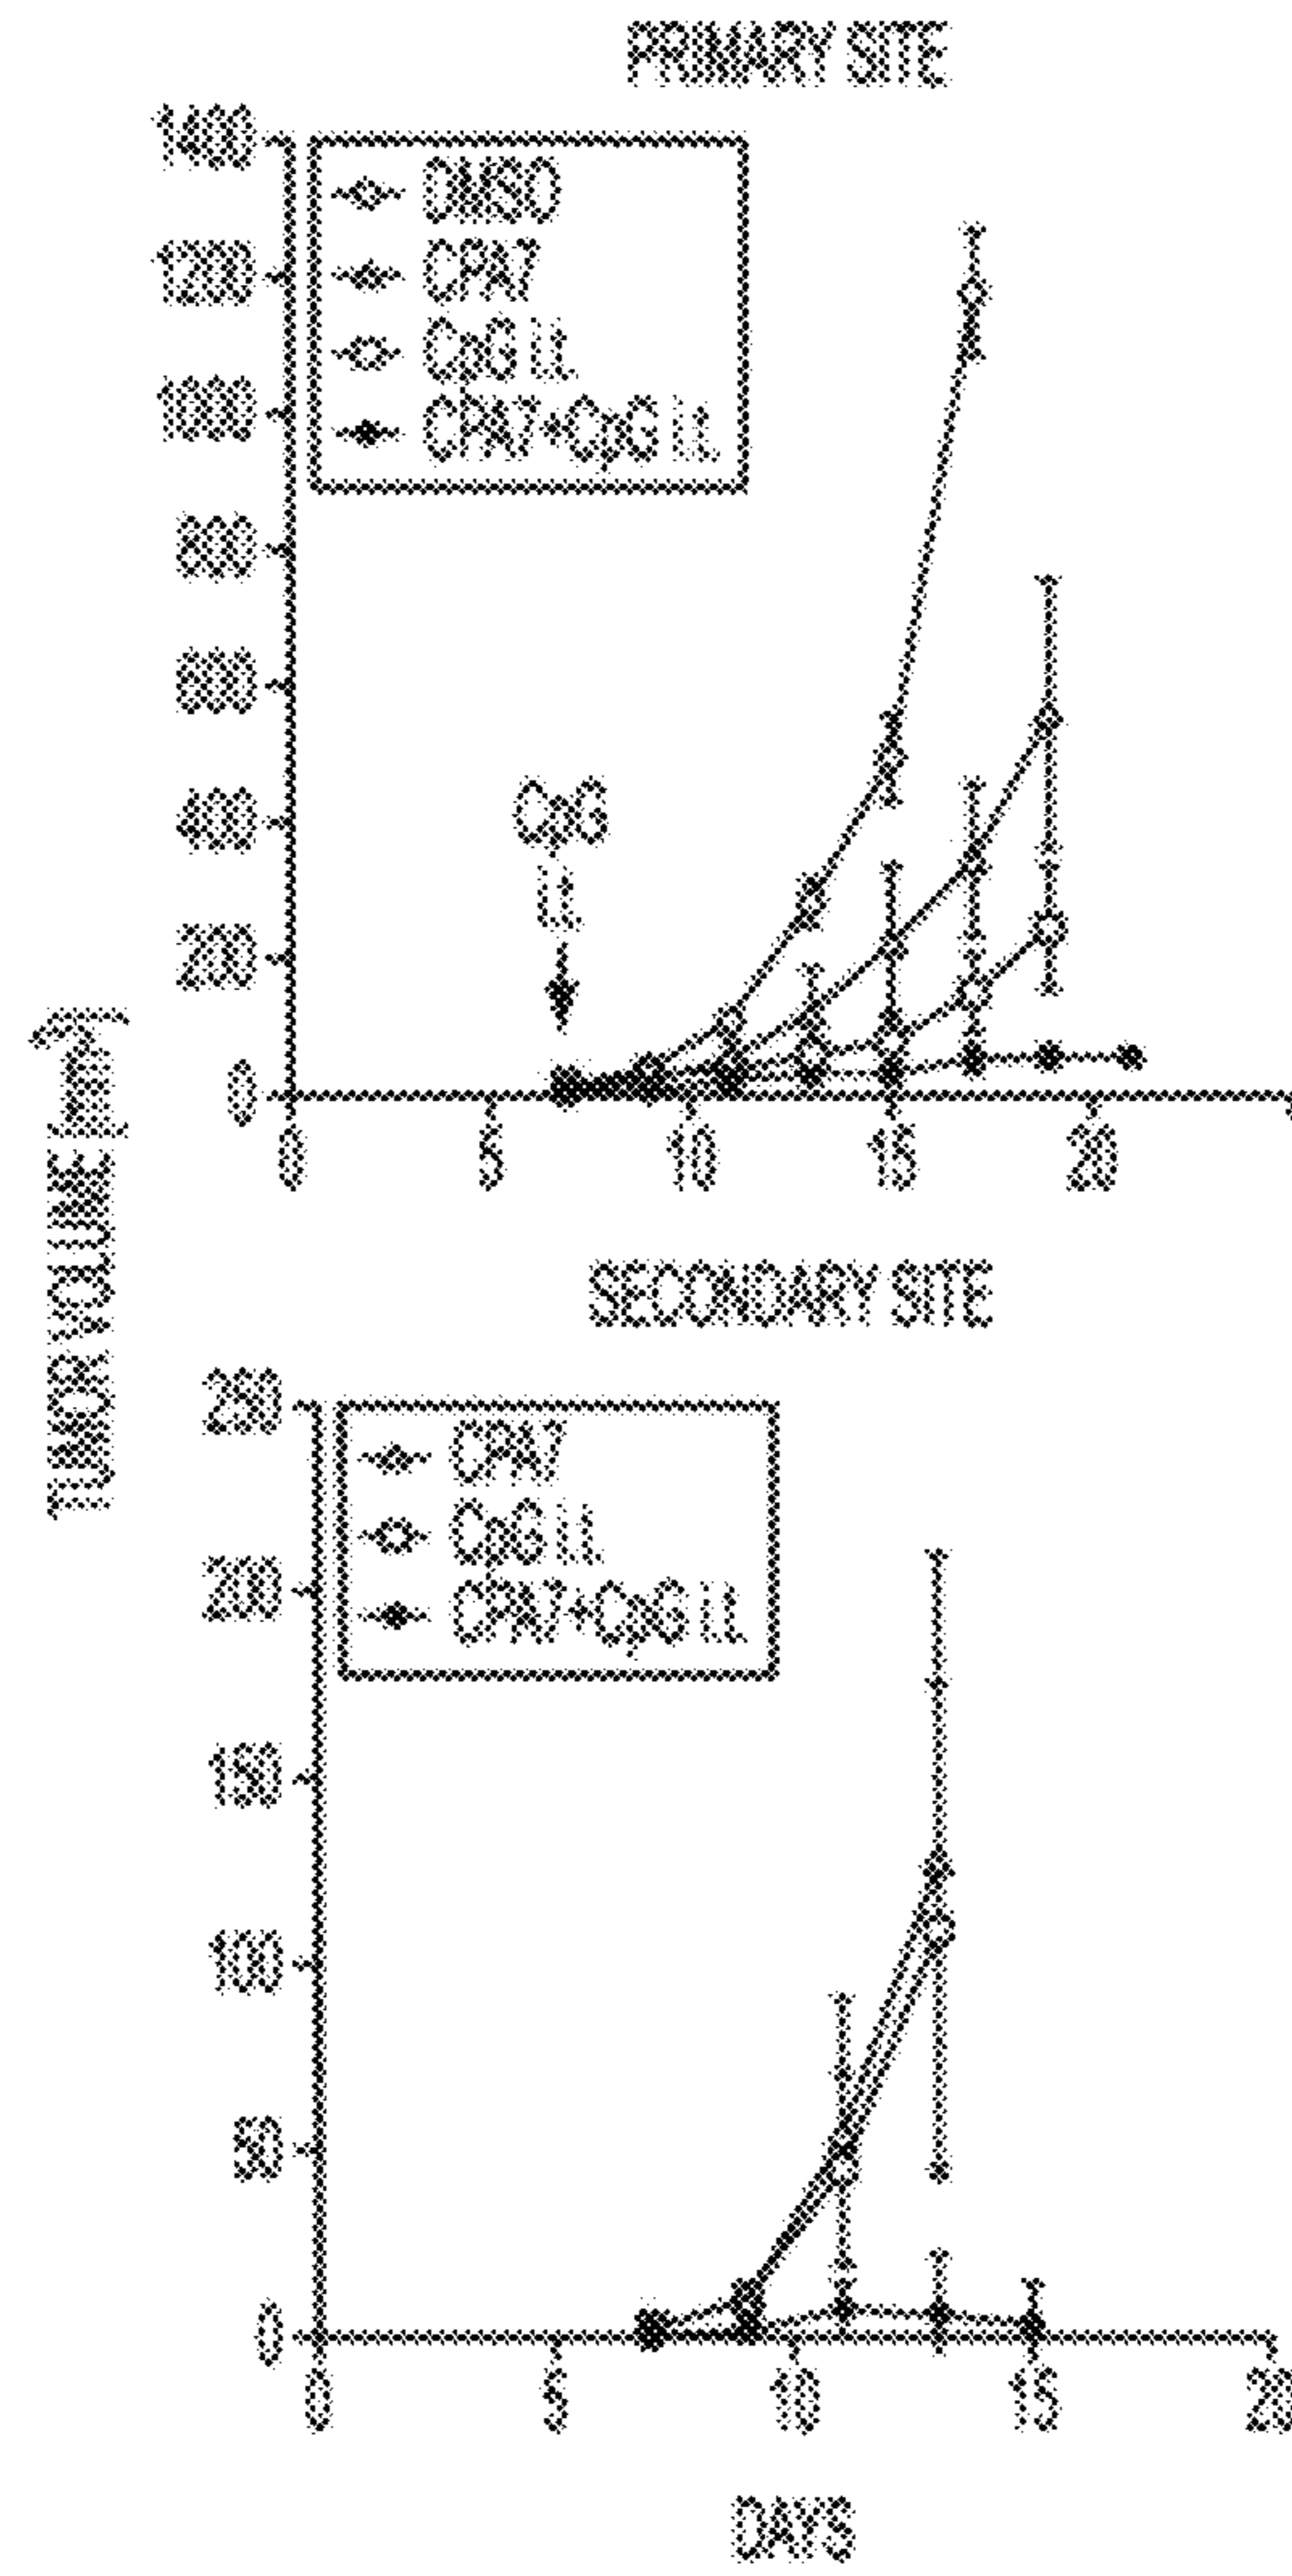 PRIMARY SITE
1400
1200
1000
800
600
400
200
0
DMSO
CPA7
CpG i.t.
CPA7+CpG i.t.
CpG
i.t.
0 5 10 15 20
TUMOR VOLUME [mm³]
SECONDARY SITE
250
200
150
100
50
0
CPA7
CpG i.t.
CPA7+CpG i.t.
0 5 10 15 20
DAYS